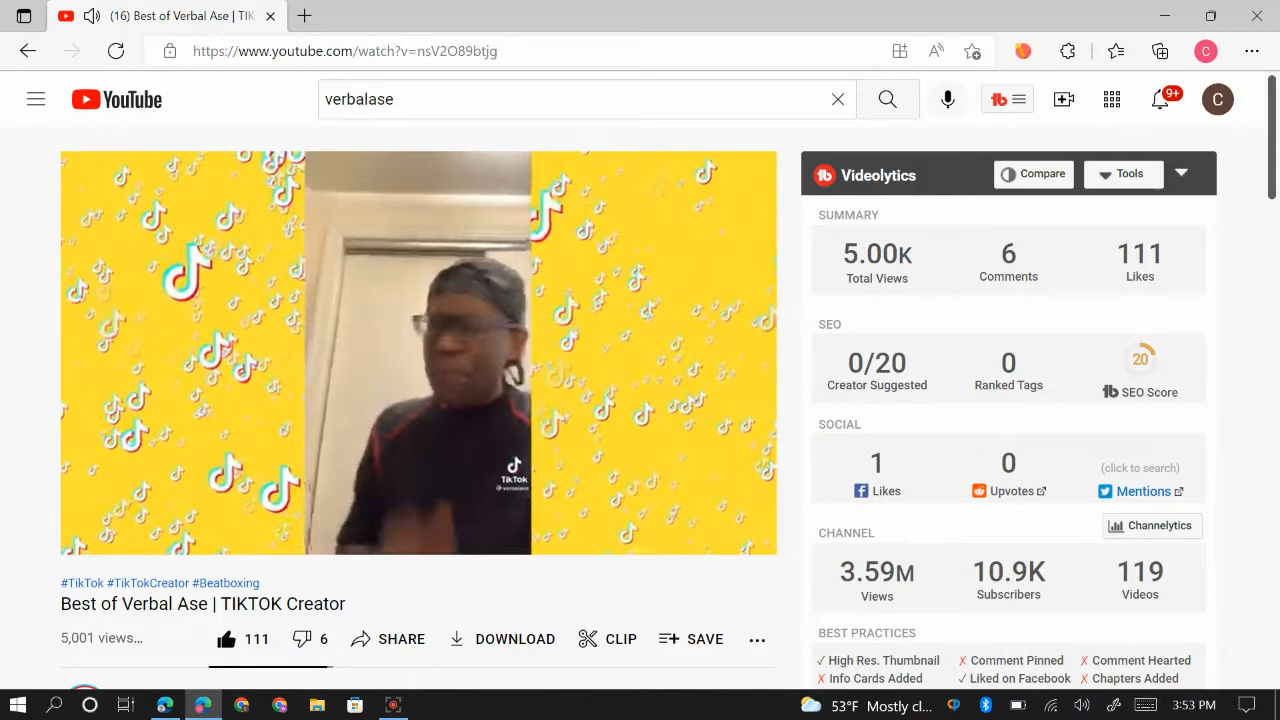 (16) Best of Verbal Ase | TIK
https://www.youtube.com/watch?v=nsV2O89btjg
C
YouTube
verbalase
9+
C
TikTok
Videolytics
Compare
Tools
SUMMARY
5.00K
6
111
Total Views
Comments
Likes
SEO
0/20
0
20
Creator Suggested
Ranked Tags
SEO Score
SOCIAL
1
0
(click to search)
Likes
Upvotes
Mentions
Channelytics
CHANNEL
3.59M
10.9K
119
Views
Subscribers
Videos
BEST PRACTICES
✓ High Res. Thumbnail
✗ Comment Pinned
✗ Comment Hearted
✗ Info Cards Added
✓ Liked on Facebook
✗ Chapters Added
#TikTok #TikTokCreator #Beatboxing
Best of Verbal Ase | TIKTOK Creator
5,001 views...
111
6
SHARE
DOWNLOAD
CLIP
SAVE
53°F Mostly cl...
3:53 PM